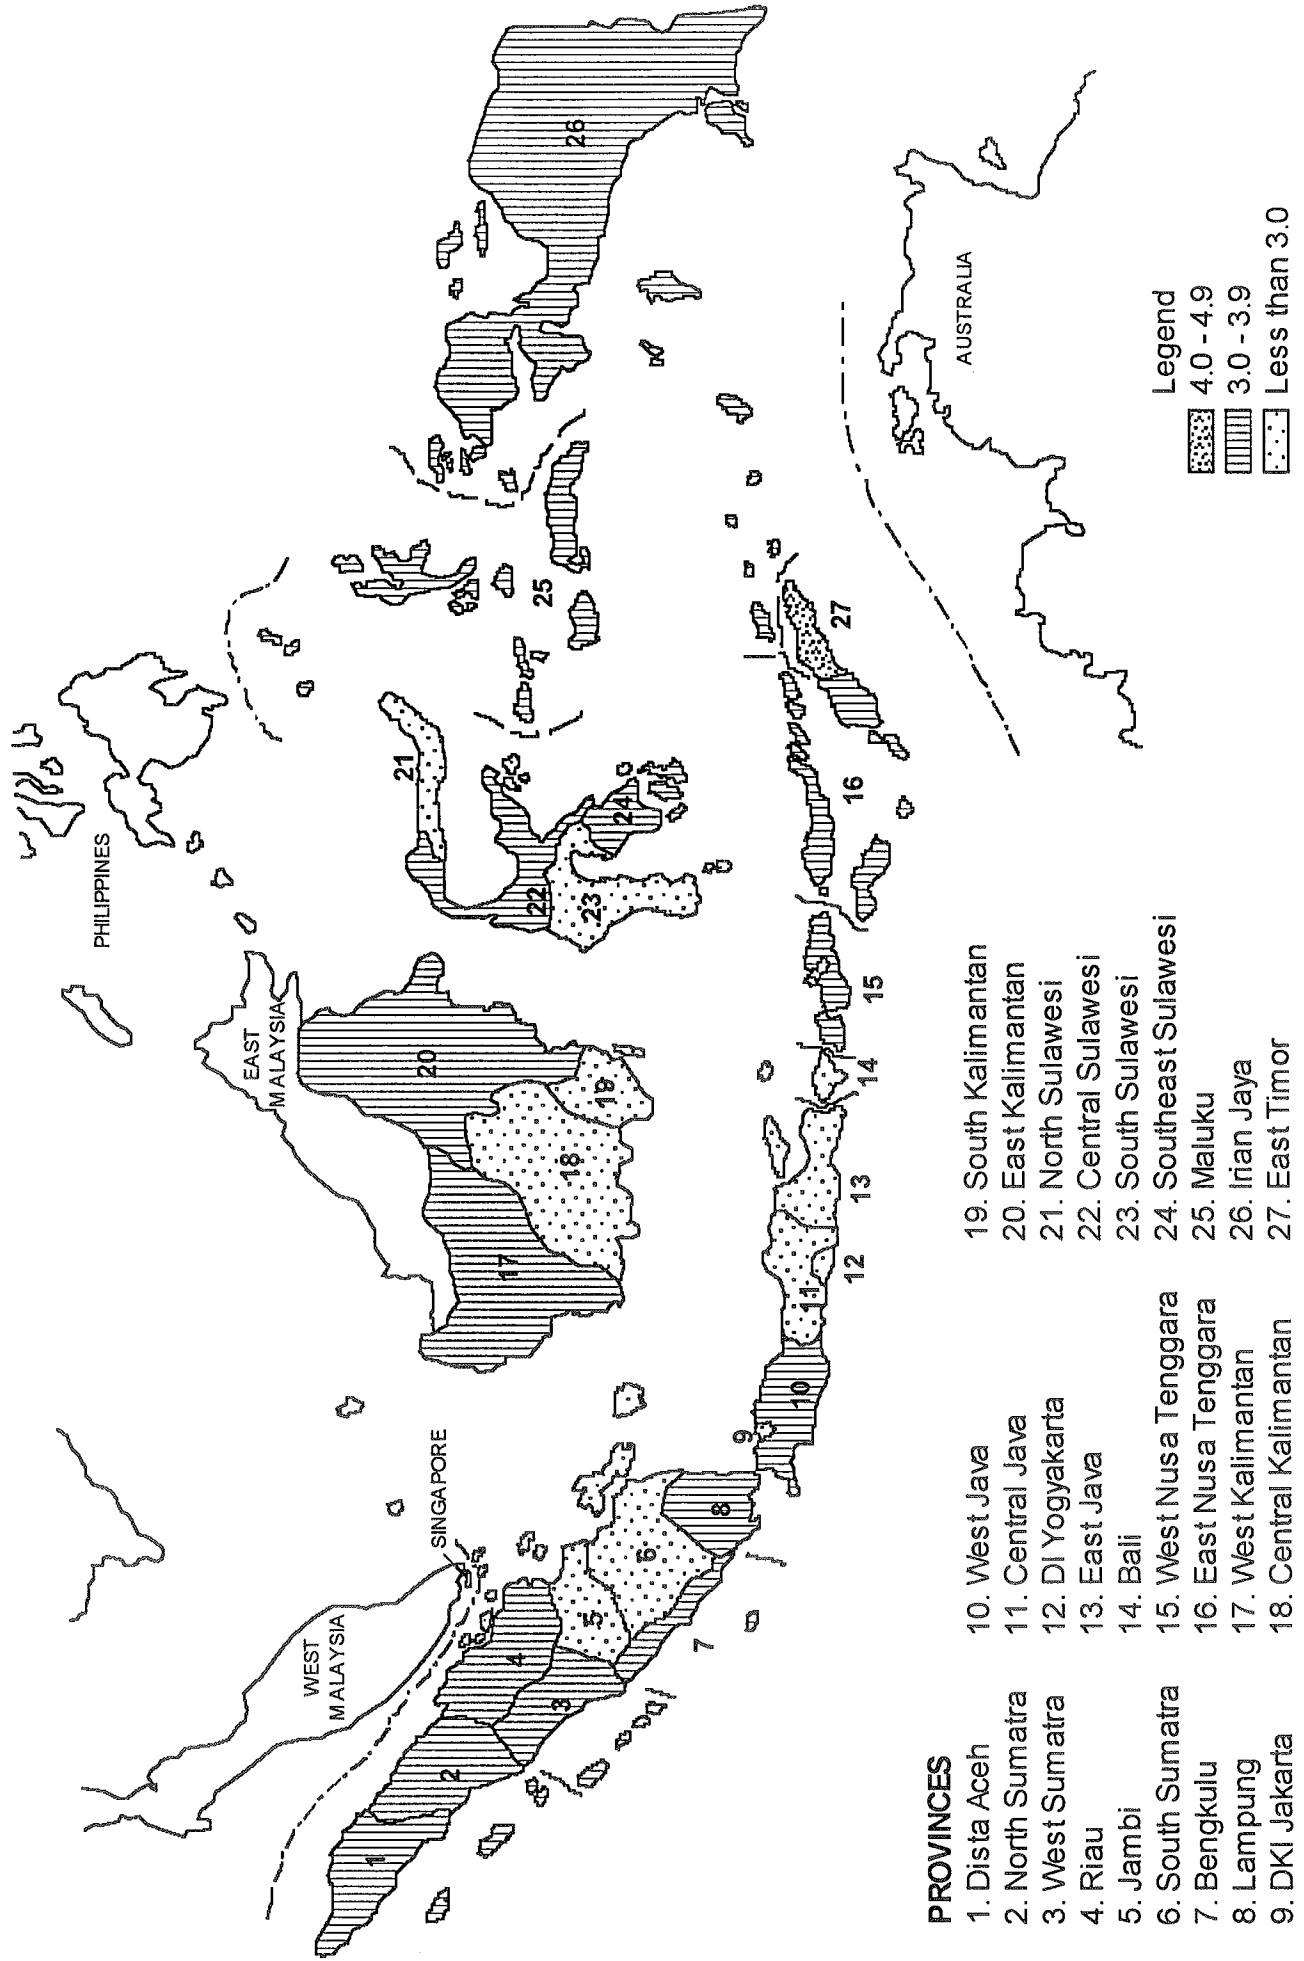 PHILIPPINES
EAST
MALAYSIA
WEST
MALAYSIA
SINGAPORE
AUSTRALIA
1
2
3
4
5
6
7
8
9
10
11
12
13
14
15
16
17
18
19
20
21
22
23
24
25
26
27
PROVINCES
1. Dista Aceh
2. North Sumatra
3. West Sumatra
4. Riau
5. Jambi
6. South Sumatra
7. Bengkulu
8. Lampung
9. DKI Jakarta
10. West Java
11. Central Java
12. DI Yogyakarta
13. East Java
14. Bali
15. West Nusa Tenggara
16. East Nusa Tenggara
17. West Kalimantan
18. Central Kalimantan
19. South Kalimantan
20. East Kalimantan
21. North Sulawesi
22. Central Sulawesi
23. South Sulawesi
24. Southeast Sulawesi
25. Maluku
26. Irian Jaya
27. East Timor
Legend
4.0 - 4.9
3.0 - 3.9
Less than 3.0